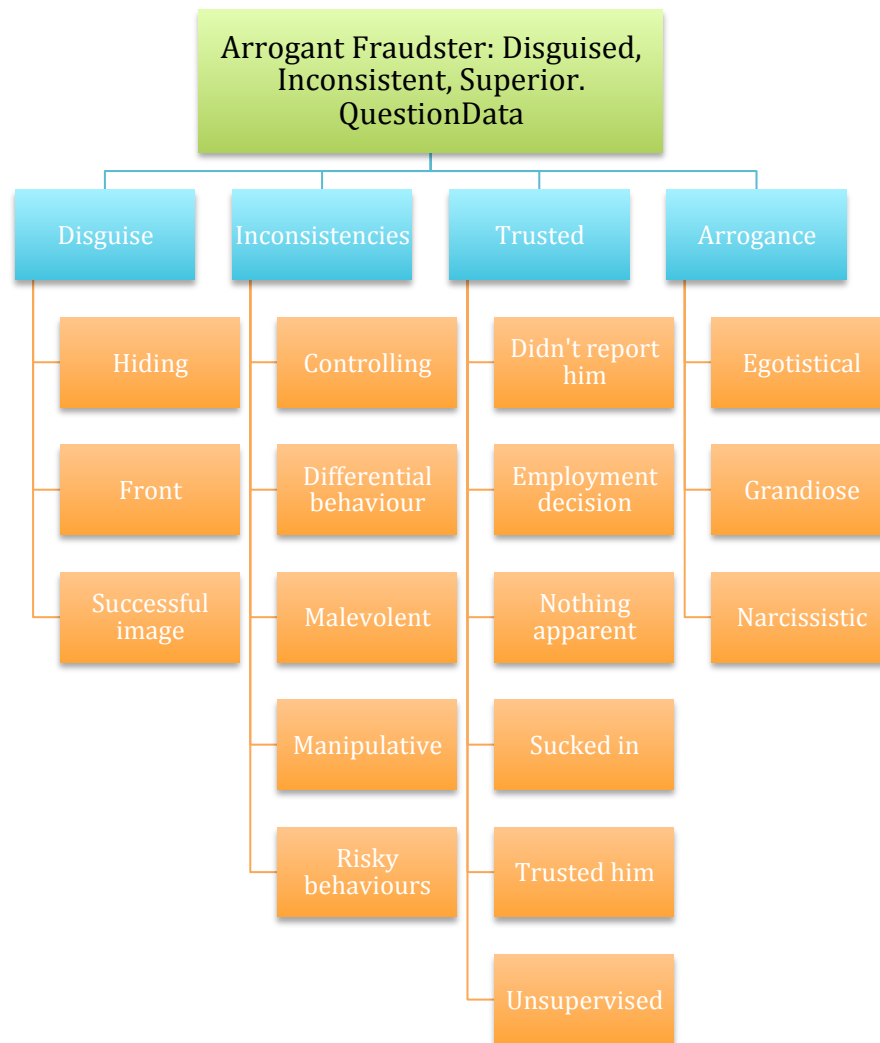 Arrogant Fraudster: Disguised,
Inconsistent, Superior.
QuestionData
Disguise
Hiding
Front
Successful
image
Inconsistencies
Controlling
Differential
behaviour
Malevolent
Manipulative
Risky
behaviours
Trusted
Didn't report
him
Employment
decision
Nothing
apparent
Sucked in
Trusted him
Unsupervised
Arrogance
Egotistical
Grandiose
Narcissistic